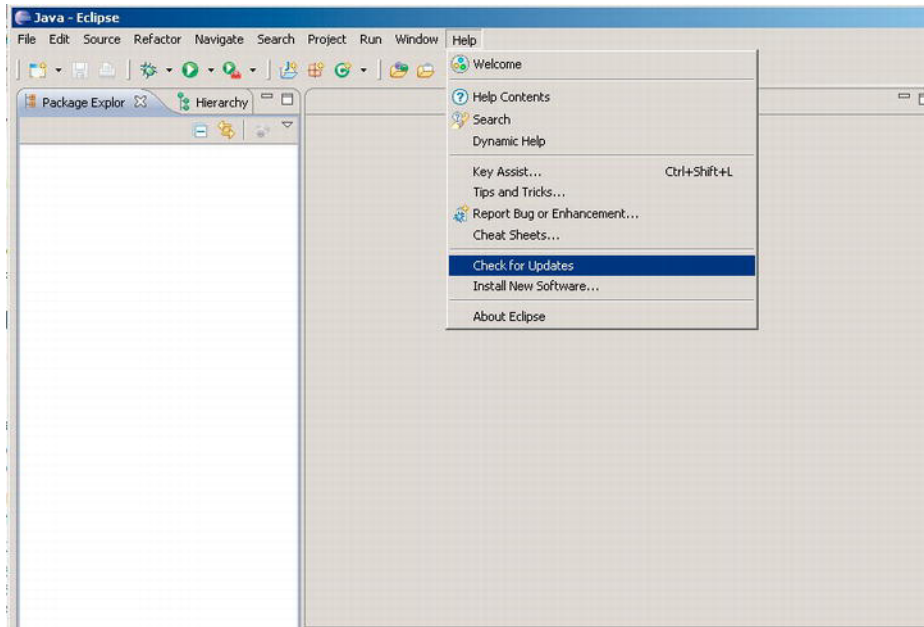 Java - Eclipse
File Edit Source Refactor Navigate Search Project Run Window Help
Package Explor Hierarchy
Welcome
Help Contents
Search
Dynamic Help
Key Assist... Ctrl+Shift+L
Tips and Tricks...
Report Bug or Enhancement...
Cheat Sheets...
Check for Updates
Install New Software...
About Eclipse